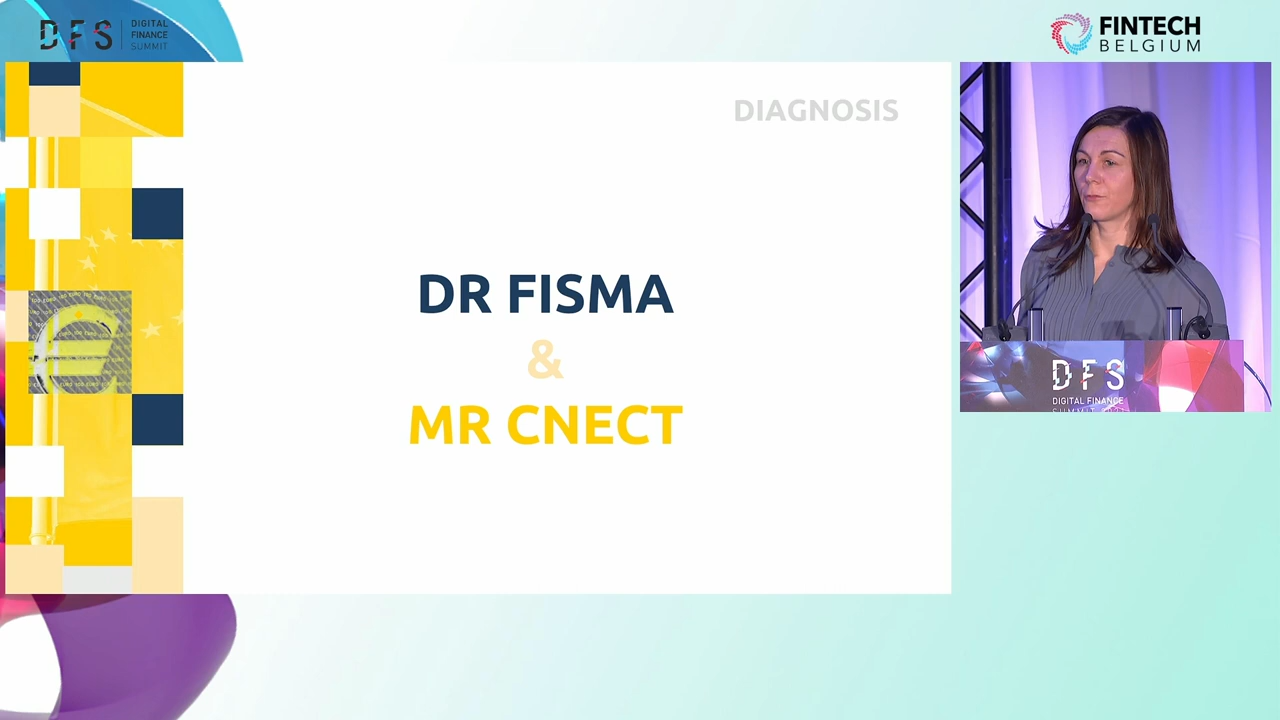 DFS
DIGITAL
FINANCE
SUMMIT
FINTECH
BELGIUM
DIAGNOSIS
DR FISMA
&
MR CNECT
DFS
DIGITAL FINANCE